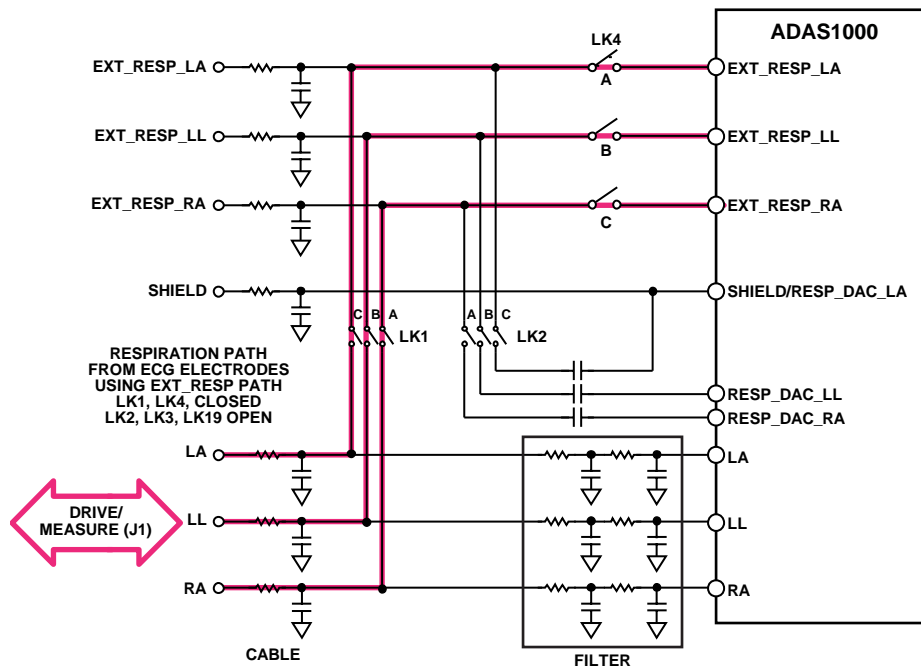 ADAS1000
LK4
EXT_RESP_LA
A
EXT_RESP_LA
EXT_RESP_LL
B
EXT_RESP_LL
EXT_RESP_RA
C
EXT_RESP_RA
SHIELD
SHIELD/RESP_DAC_LA
C B A
LK1
A B C
LK2
RESPIRATION PATH
FROM ECG ELECTRODES
USING EXT_RESP PATH
LK1, LK4, CLOSED
LK2, LK3, LK19 OPEN
RESP_DAC_LL
RESP_DAC_RA
LA
LA
DRIVE/
MEASURE (J1)
LL
LL
RA
RA
CABLE
FILTER